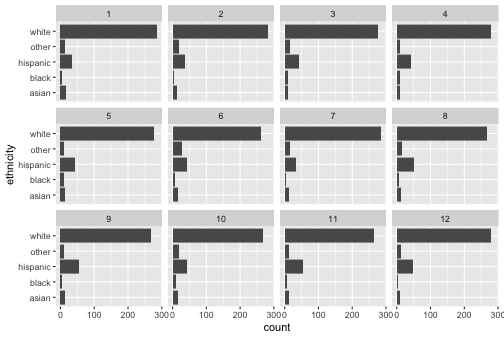 1 2 3 4
white
other
hispanic
black
asian
5 6 7 8
white
other
hispanic
black
asian
9 10 11 12
white
other
hispanic
black
asian
0 100 200 300 0 100 200 300 0 100 200 300 0 100 200 300
count
ethnicity